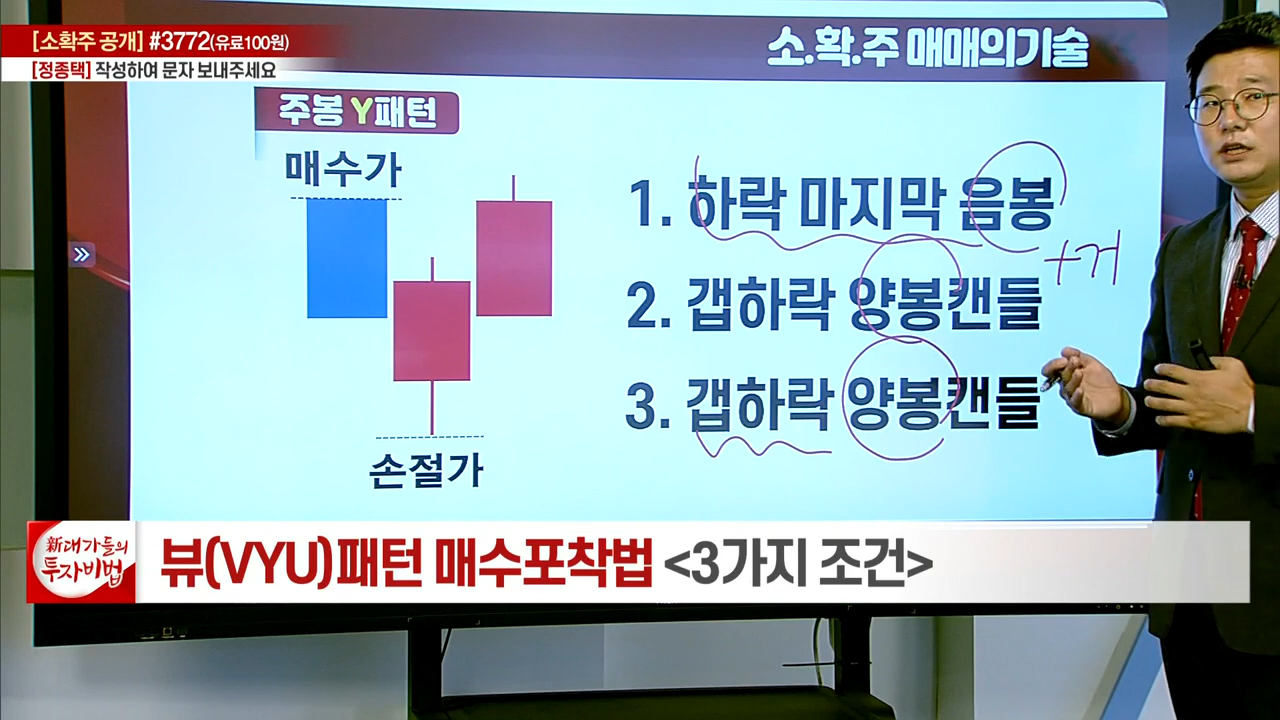 [소확주 공개] #3772(유료100원)
[정종택] 작성하여 문자 보내주세요
소.확.주 매매의기술
주봉 Y패턴
매수가
손절가
1. 하락 마지막 음봉
+거
2. 갭하락 양봉캔들
3. 갭하락 양봉캔들
新대가들의
투자비법
뷰(VYU)패턴 매수포착법 <3가지 조건>